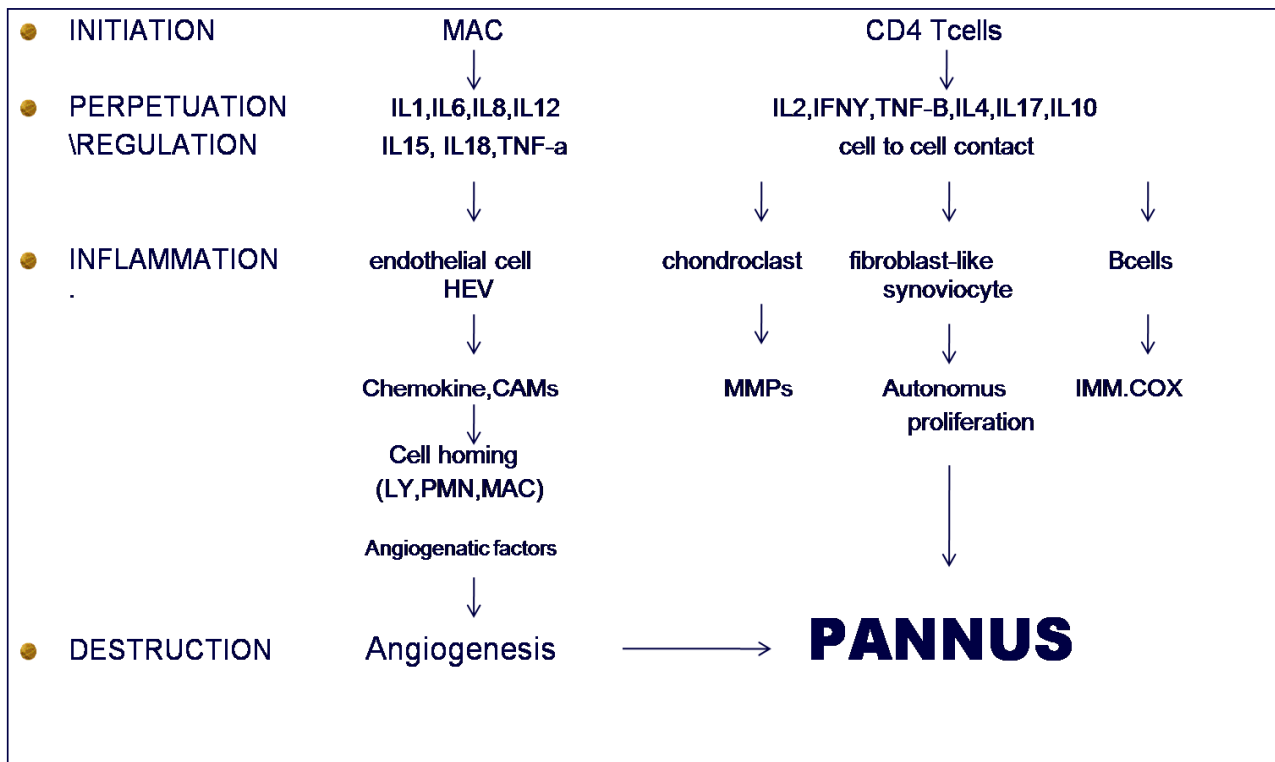 INITIATION MAC CD4 Tcells
PERPETUATION IL1,IL6,IL8,IL12 IL2,IFNY,TNF-B,IL4,IL17,IL10
\REGULATION IL15, IL18,TNF-a cell to cell contact
INFLAMMATION endothelial cell chondroclast fibroblast-like Bcells
. HEV synoviocyte
Chemokine,CAMs MMPs Autonomus IMM.COX
proliferation
Cell homing
(LY,PMN,MAC)
Angiogenatic factors
DESTRUCTION Angiogenesis PANNUS